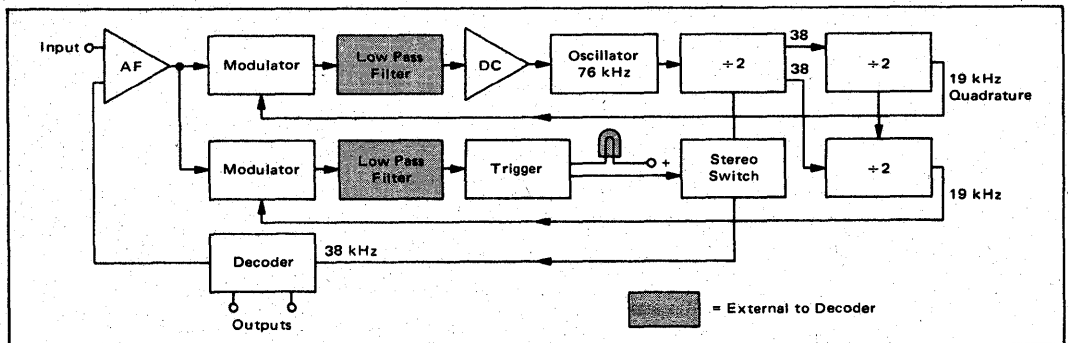 Input
AF
Modulator
Low Pass
Filter
DC
Oscillator
76 kHz
÷2
38
38
÷2
19 kHz
Quadrature
Modulator
Low Pass
Filter
Trigger
+
Stereo
Switch
÷2
19 kHz
Decoder
38 kHz
Outputs
= External to Decoder